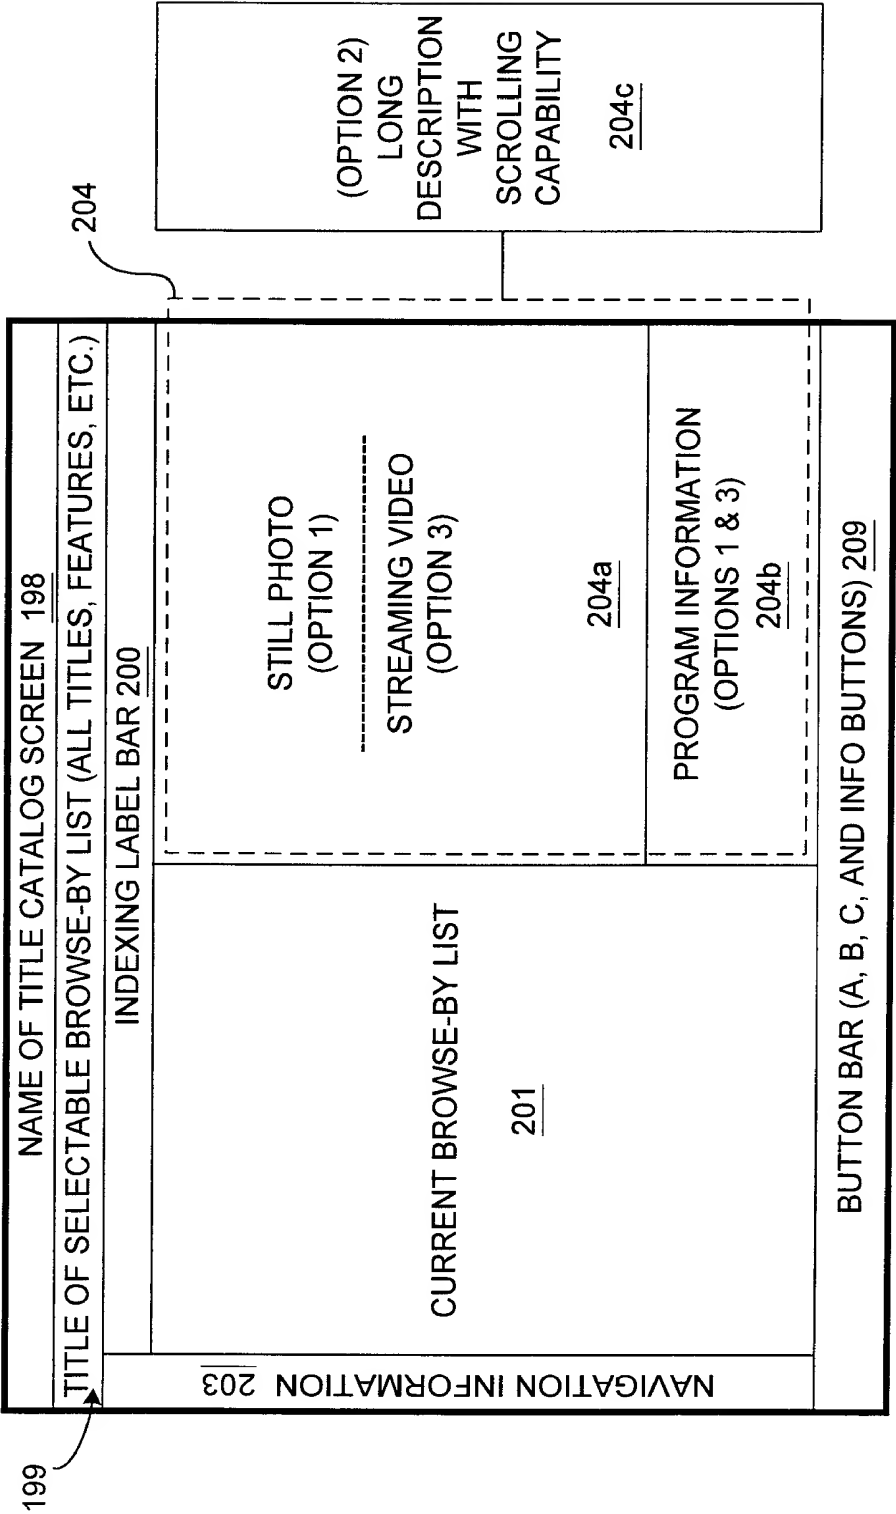 NAME OF TITLE CATALOG SCREEN 198
TITLE OF SELECTABLE BROWSE-BY LIST (ALL TITLES, FEATURES, ETC.)
199
INDEXING LABEL BAR 200
NAVIGATION INFORMATION 203
CURRENT BROWSE-BY LIST
201
204
STILL PHOTO
(OPTION 1)
STREAMING VIDEO
(OPTION 3)
204a
PROGRAM INFORMATION
(OPTIONS 1 & 3)
204b
(OPTION 2)
LONG
DESCRIPTION
WITH
SCROLLING
CAPABILITY
204c
BUTTON BAR (A, B, C, AND INFO BUTTONS) 209